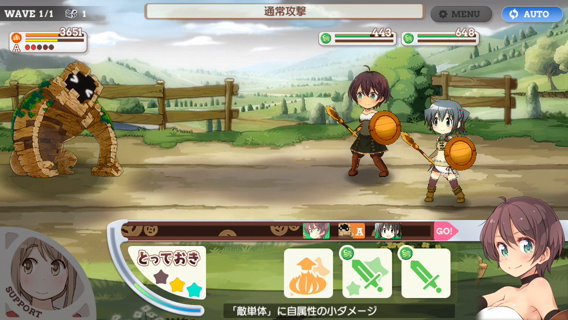 WAVE 1/1 1
通常攻撃
MENU
AUTO
3651
A
443
648
A
GO!
とっておき
SUPPORT
「敵単体」に自属性の小ダメージ